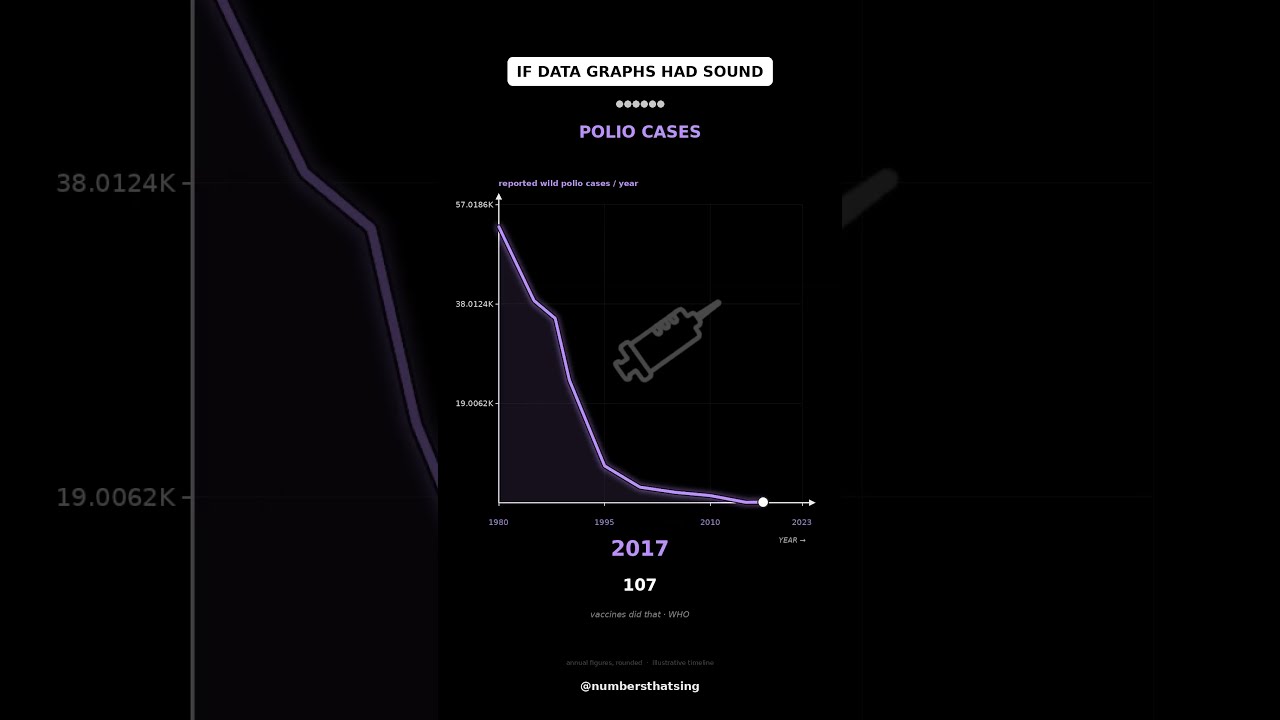 IF DATA GRAPHS HAD SOUND
POLIO CASES
reported wild polio cases / year
57.0186K
38.0124K
19.0062K
1980 1995 2010 2023
YEAR →
2017
107
vaccines did that · WHO
annual figures, rounded · illustrative timeline
@numbersthatsing
38.0124K
19.0062K